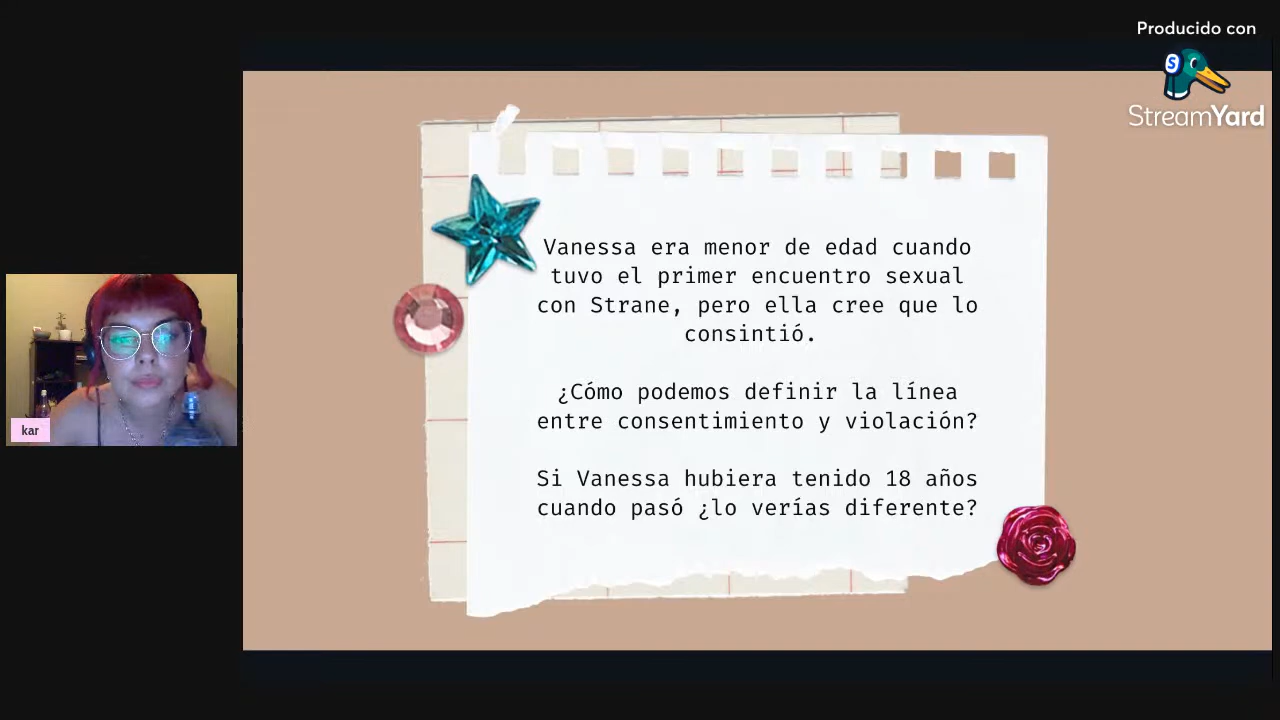 Producido con
StreamYard
Vanessa era menor de edad cuando
tuvo el primer encuentro sexual
con Strane, pero ella cree que lo
consintió.
¿Cómo podemos definir la línea
entre consentimiento y violación?
Si Vanessa hubiera tenido 18 años
cuando pasó ¿lo verías diferente?
kar